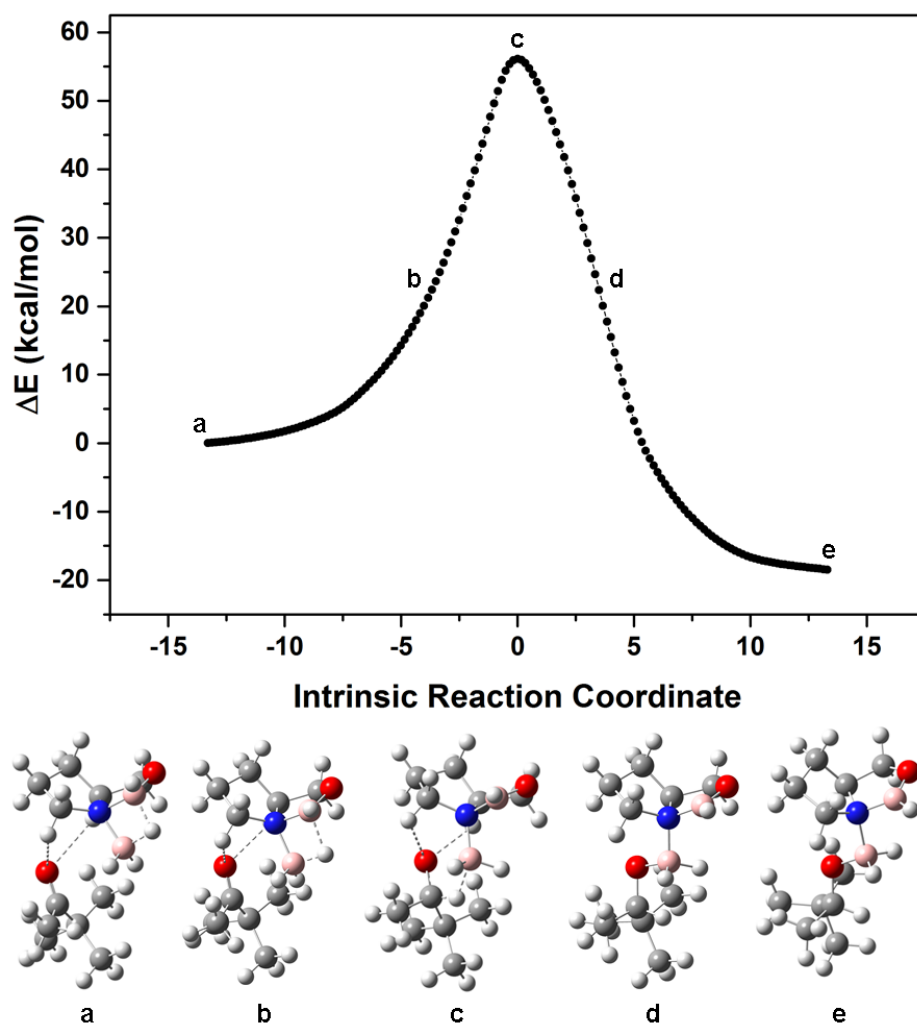 60
50
40
30
20
10
0
-10
-20
ΔE (kcal/mol)
c
b
d
a
e
-15 -10 -5 0 5 10 15
Intrinsic Reaction Coordinate
a b c d e